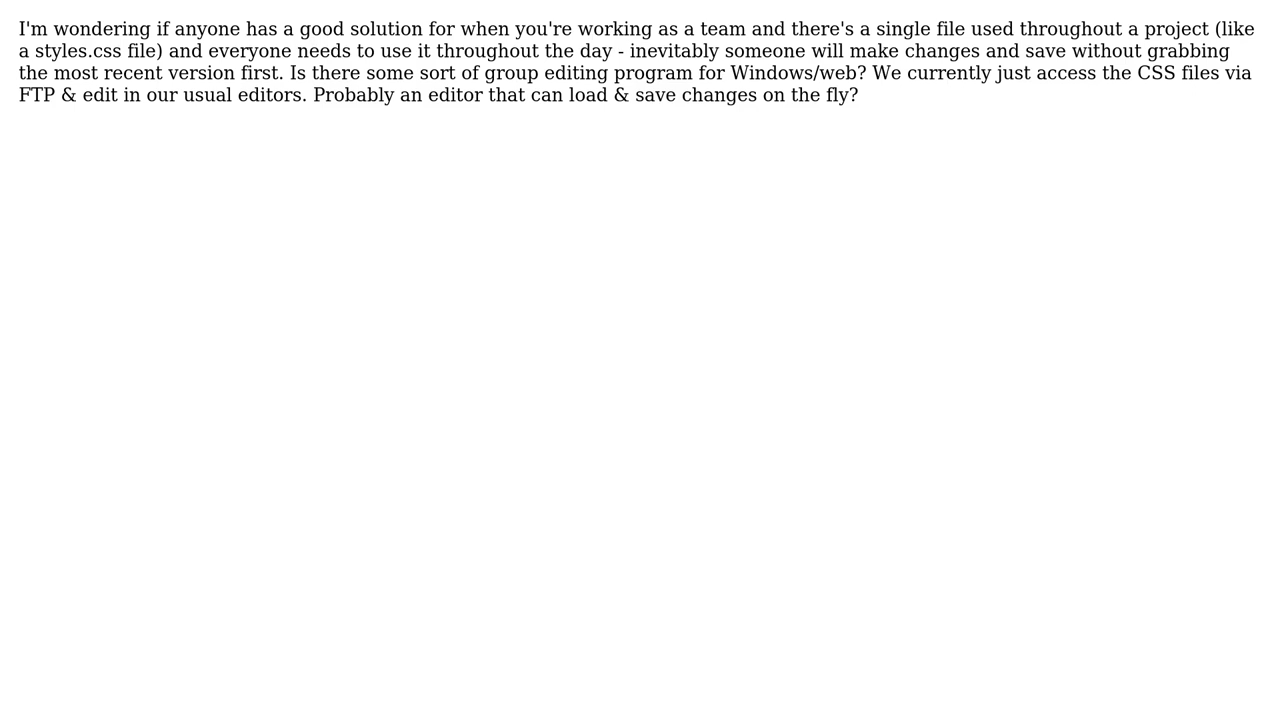 I'm wondering if anyone has a good solution for when you're working as a team and there's a single file used throughout a project (like
a styles.css file) and everyone needs to use it throughout the day - inevitably someone will make changes and save without grabbing
the most recent version first. Is there some sort of group editing program for Windows/web? We currently just access the CSS files via
FTP & edit in our usual editors. Probably an editor that can load & save changes on the fly?